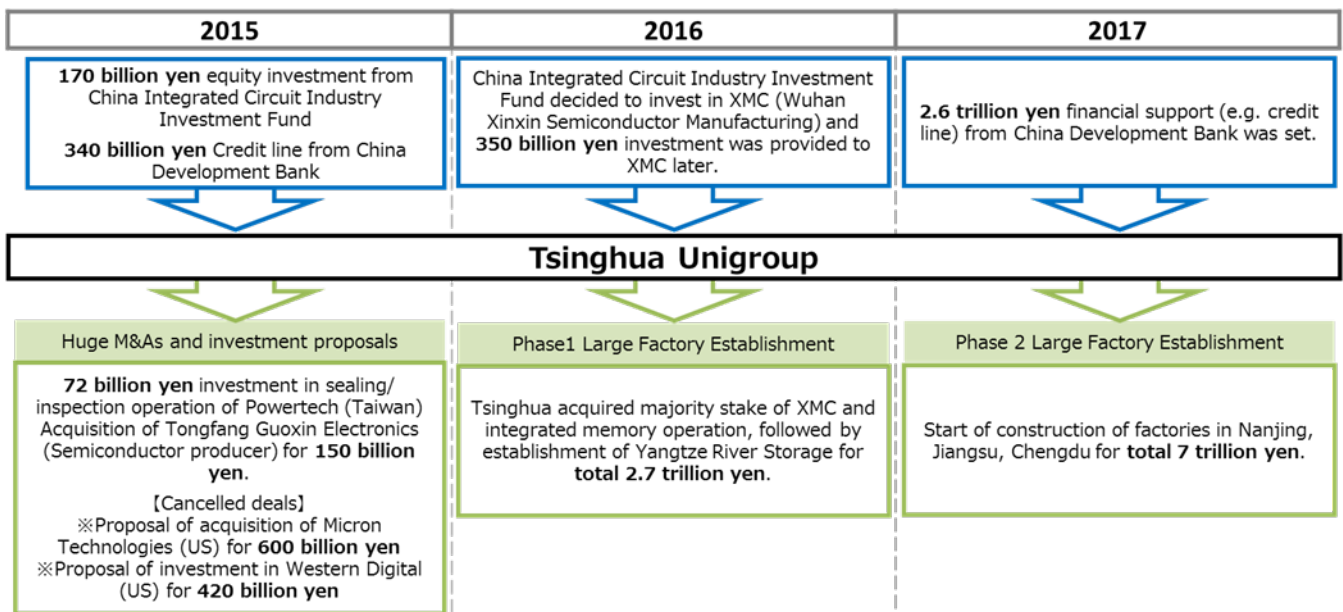 2015
2016
2017
170 billion yen equity investment from
China Integrated Circuit Industry
Investment Fund
340 billion yen Credit line from China
Development Bank
China Integrated Circuit Industry Investment
Fund decided to invest in XMC (Wuhan
Xinxin Semiconductor Manufacturing) and
350 billion yen investment was provided to
XMC later.
2.6 trillion yen financial support (e.g. credit
line) from China Development Bank was set.
Tsinghua Unigroup
Huge M&As and investment proposals
72 billion yen investment in sealing/
inspection operation of Powertech (Taiwan)
Acquisition of Tongfang Guoxin Electronics
(Semiconductor producer) for 150 billion
yen.
【Cancelled deals】
※Proposal of acquisition of Micron
Technologies (US) for 600 billion yen
※Proposal of investment in Western Digital
(US) for 420 billion yen
Phase1 Large Factory Establishment
Tsinghua acquired majority stake of XMC and
integrated memory operation, followed by
establishment of Yangtze River Storage for
total 2.7 trillion yen.
Phase 2 Large Factory Establishment
Start of construction of factories in Nanjing,
Jiangsu, Chengdu for total 7 trillion yen.